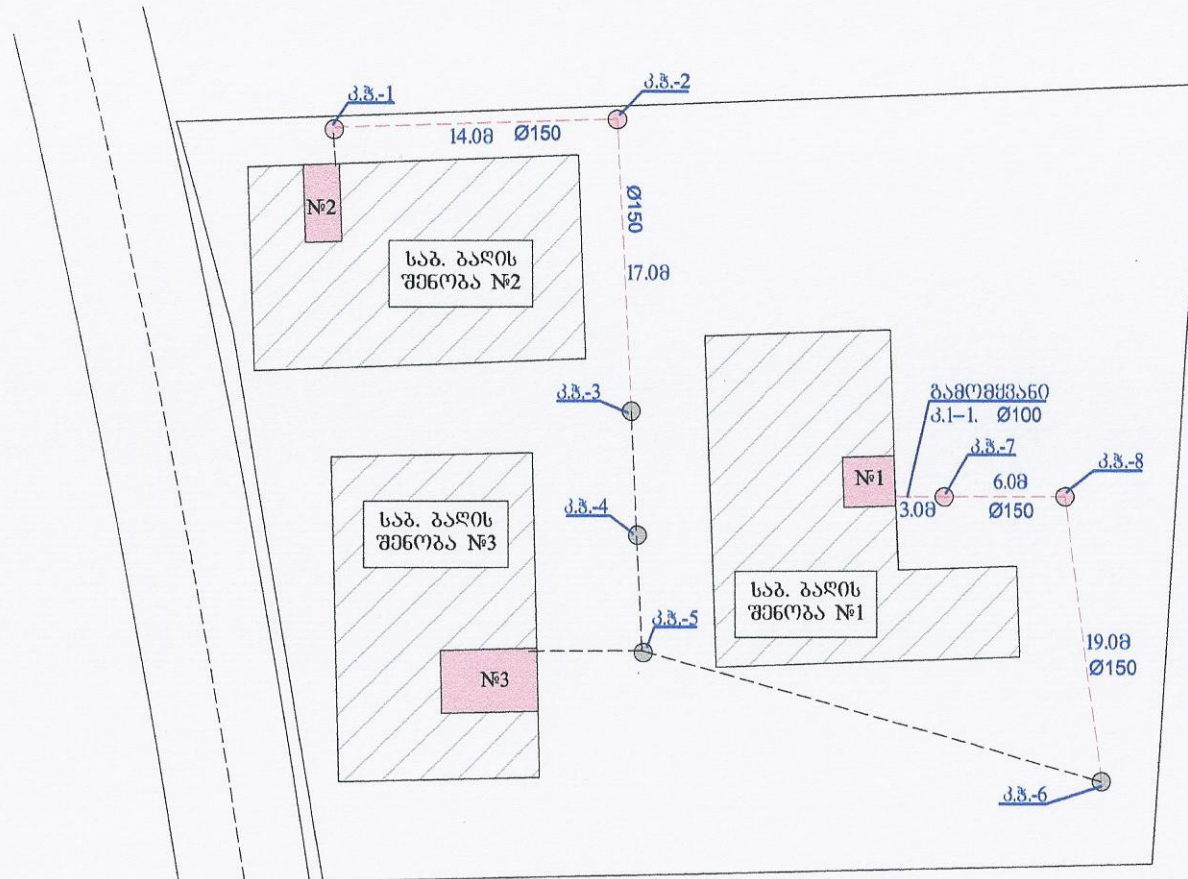 კ.ჭ.-1
კ.ჭ.-2
14.0მ Ø150
Ø150
17.0მ
№2
საბ. ბაღის
შენობა №2
კ.ჭ.-3
გამომყვანი
კ.1-1. Ø100
კ.ჭ.-7
კ.ჭ.-8
№1
3.0მ
6.0მ
Ø150
საბ. ბაღის
შენობა №3
კ.ჭ.-4
საბ. ბაღის
შენობა №1
კ.ჭ.-5
19.0მ
Ø150
№3
კ.ჭ.-6